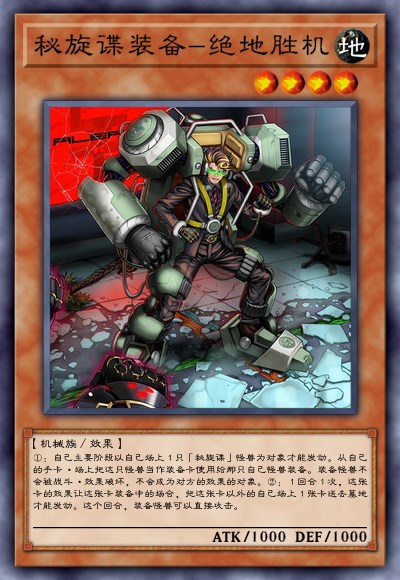 秘旋谍装备-绝地胜机
地
ALER
【机械族/效果】
①：自己主要阶段以自己场上1只「秘旋谍」怪兽为对象才能发动。从自
己的手卡·场上把这只怪兽当作装备卡使用给那只自己怪兽装备。装备怪兽不
会被战斗·效果破坏，不会成为对方的效果的对象。②：1回合1次，这张
卡的效果让这张卡装备中的场合，把这张卡以外的自己场上1张卡送去墓地
才能发动。这个回合，装备怪兽可以直接攻击。
ATK/1000 DEF/1000